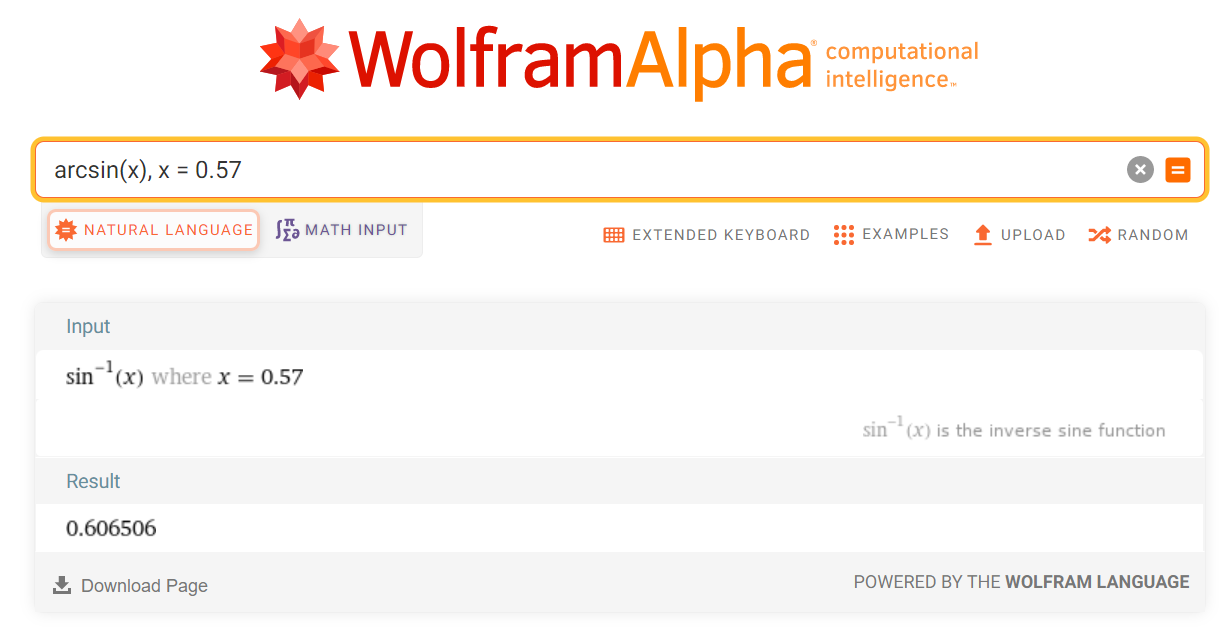 WolframAlpha® computational
intelligence™
arcsin(x), x = 0.57
NATURAL LANGUAGE MATH INPUT EXTENDED KEYBOARD EXAMPLES UPLOAD RANDOM
Input
sin⁻¹(x) where x = 0.57
sin⁻¹(x) is the inverse sine function
Result
0.606506
Download Page POWERED BY THE WOLFRAM LANGUAGE